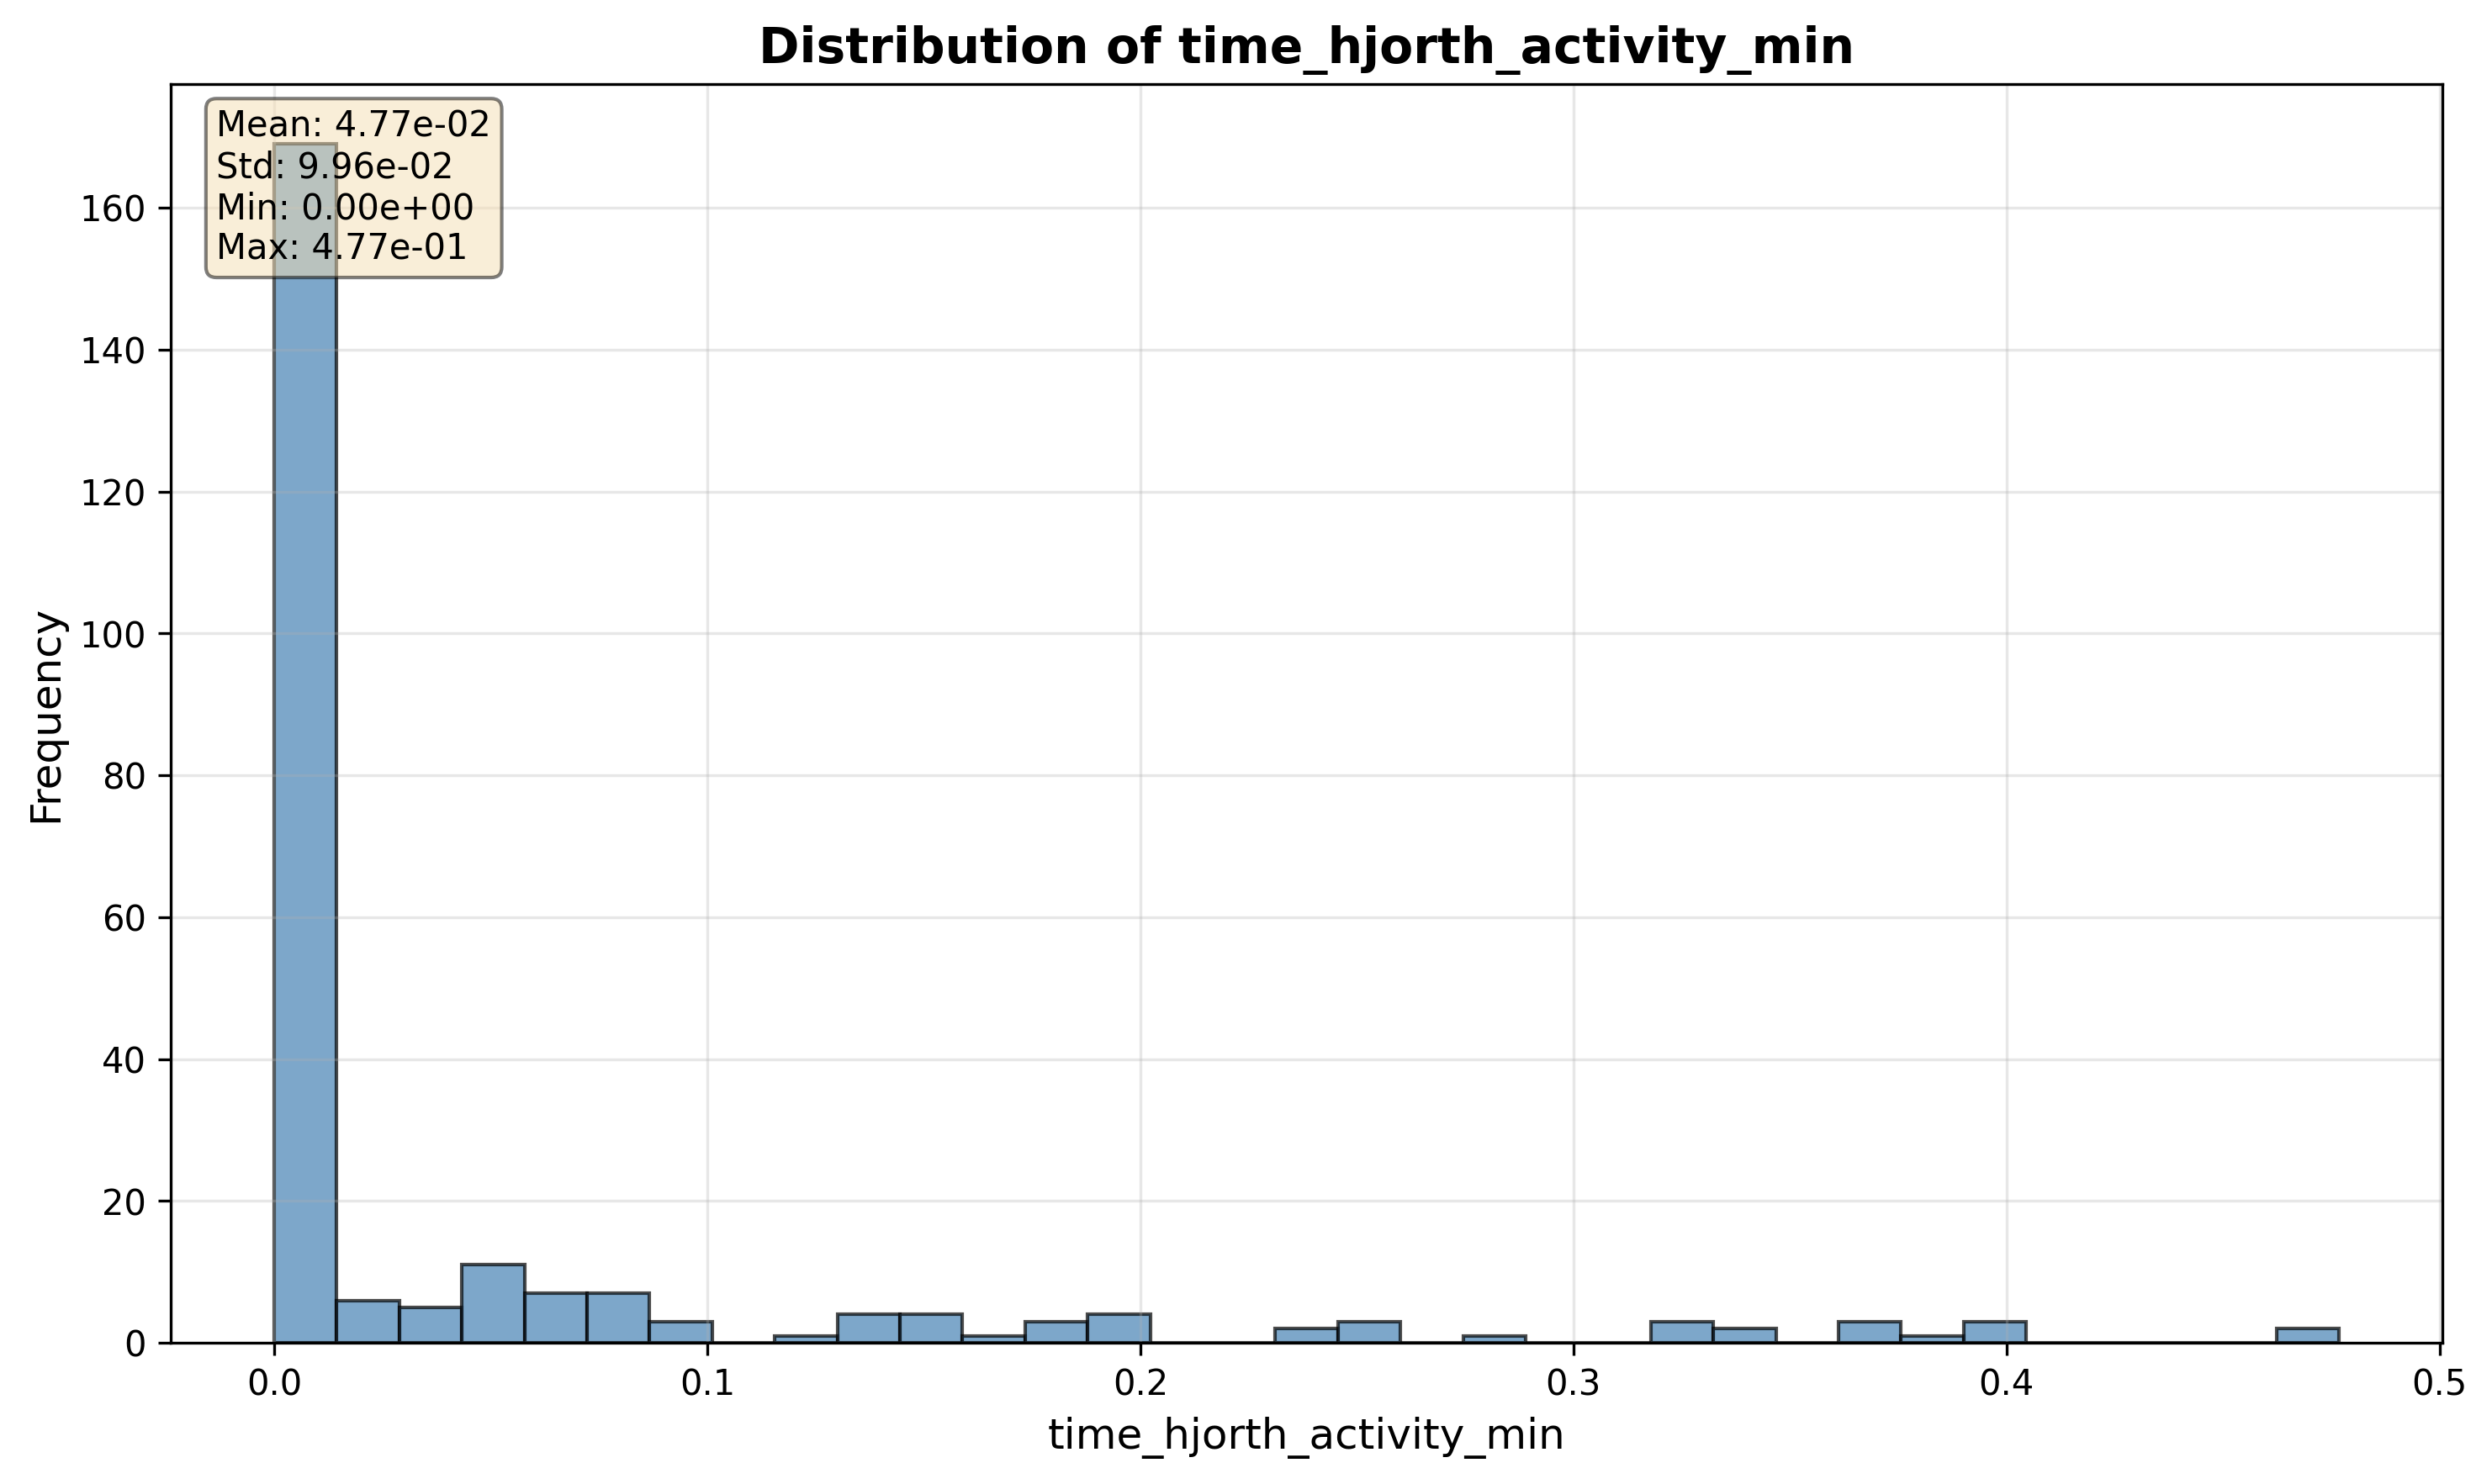 Distribution of time_hjorth_activity_min
Mean: 4.77e-02
Std: 9.96e-02
Min: 0.00e+00
Max: 4.77e-01
160
140
120
100
80
60
40
20
0
Frequency
0.0 0.1 0.2 0.3 0.4 0.5
time_hjorth_activity_min